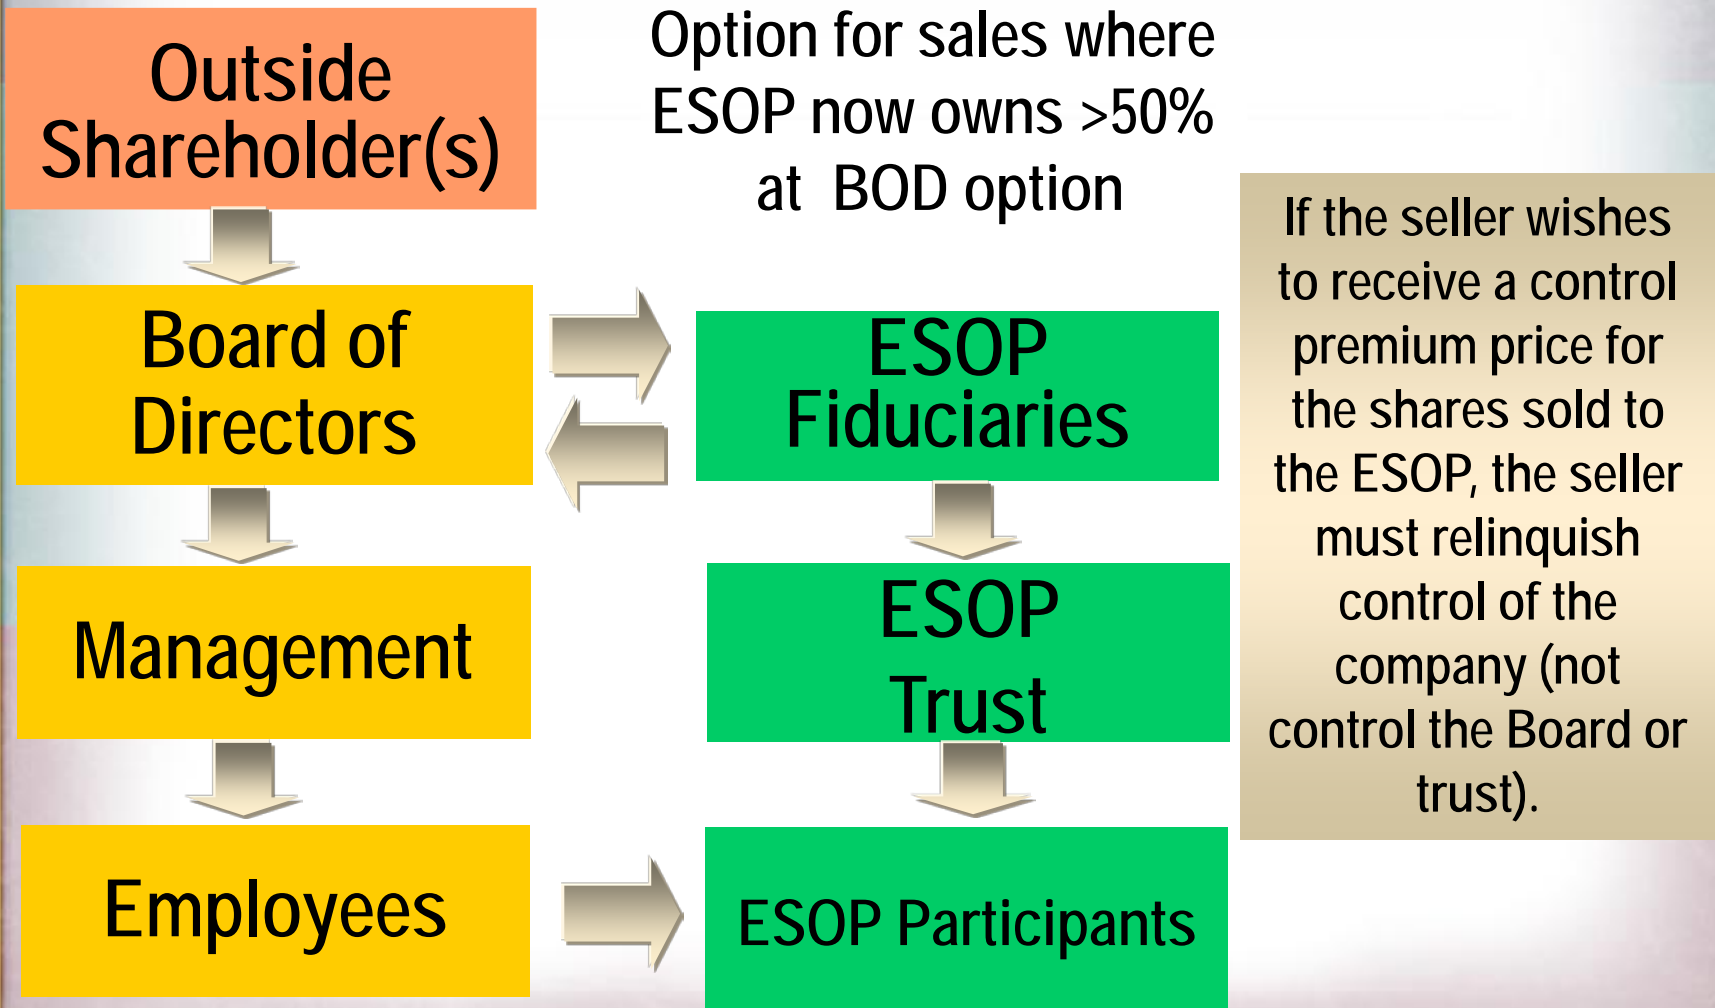 Outside
Shareholder(s)
Option for sales where
ESOP now owns >50%
at BOD option
If the seller wishes
to receive a control
premium price for
the shares sold to
the ESOP, the seller
must relinquish
control of the
company (not
control the Board or
trust).
Board of
Directors
ESOP
Fiduciaries
Management
ESOP
Trust
Employees
ESOP Participants